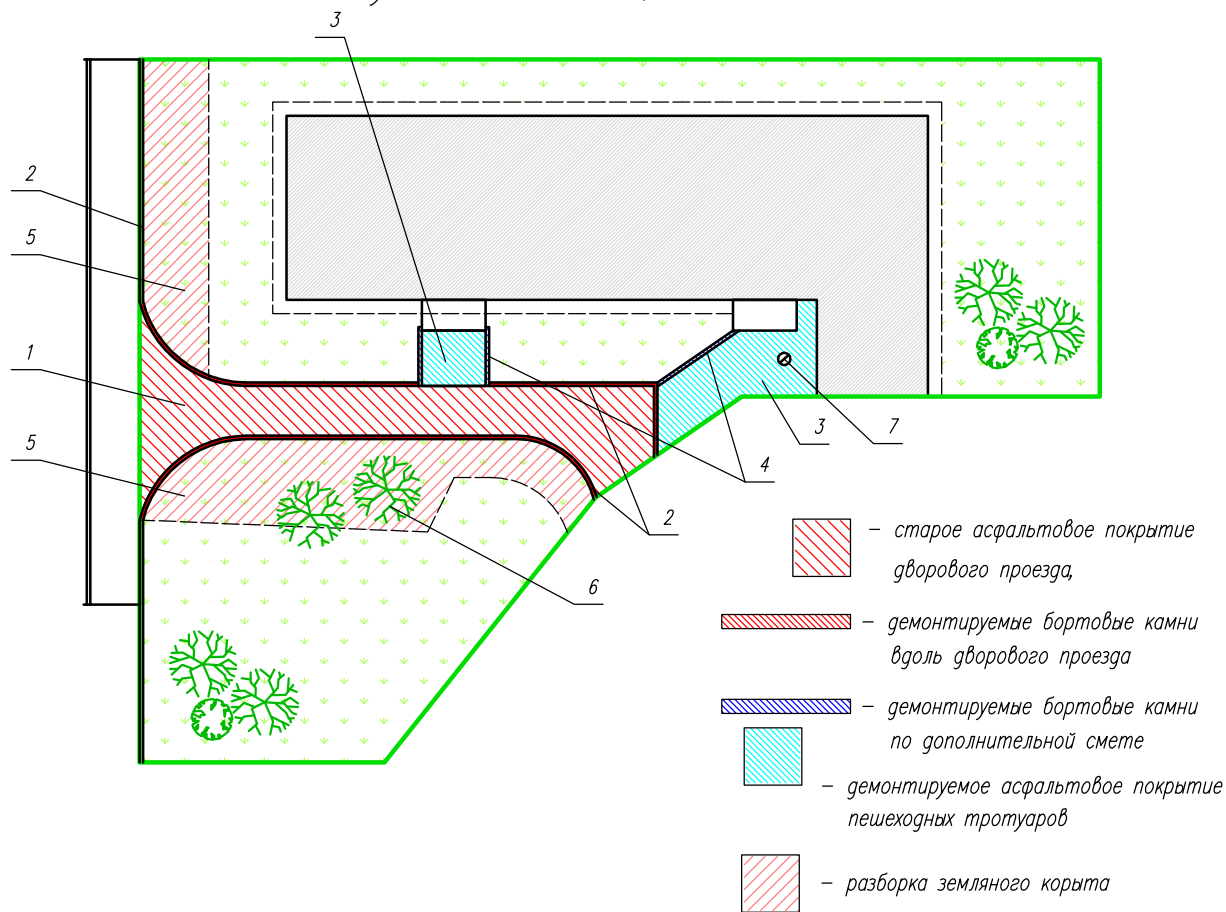 3
2
5
1
5
3
7
4
2
6
– старое асфальтовое покрытие
дворового проезда,
– демонтируемые бортовые камни
вдоль дворового проезда
– демонтируемые бортовые камни
по дополнительной смете
– демонтируемое асфальтовое покрытие
пешеходных тротуаров
– разборка земляного корыта